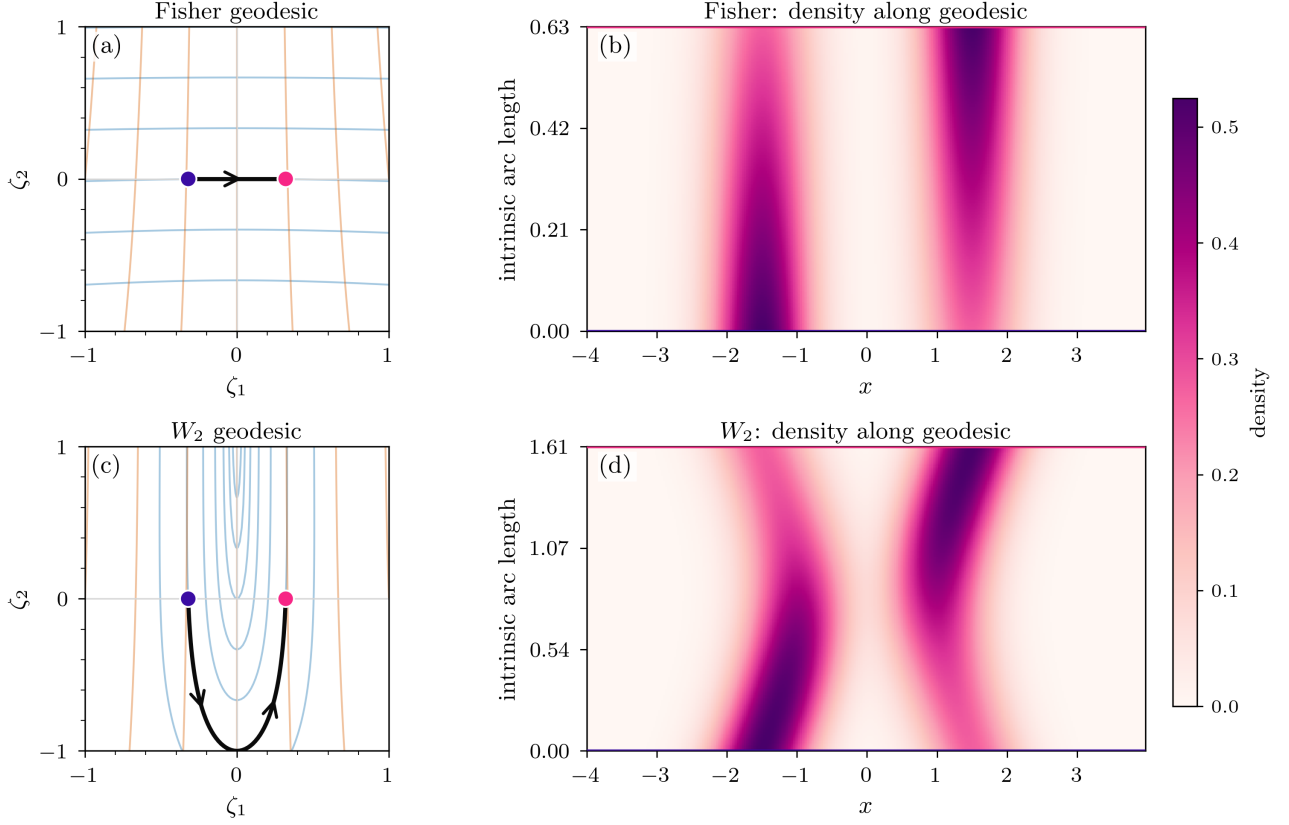 Fisher geodesic
(a)
1
0
−1
ζ₂
−1 0 1
ζ₁
Fisher: density along geodesic
(b)
0.63
0.42
0.21
0.00
intrinsic arc length
−4 −3 −2 −1 0 1 2 3
x
W₂ geodesic
(c)
1
0
−1
ζ₂
−1 0 1
ζ₁
W₂: density along geodesic
(d)
1.61
1.07
0.54
0.00
intrinsic arc length
−4 −3 −2 −1 0 1 2 3
x
0.5
0.4
0.3
0.2
0.1
0.0
density